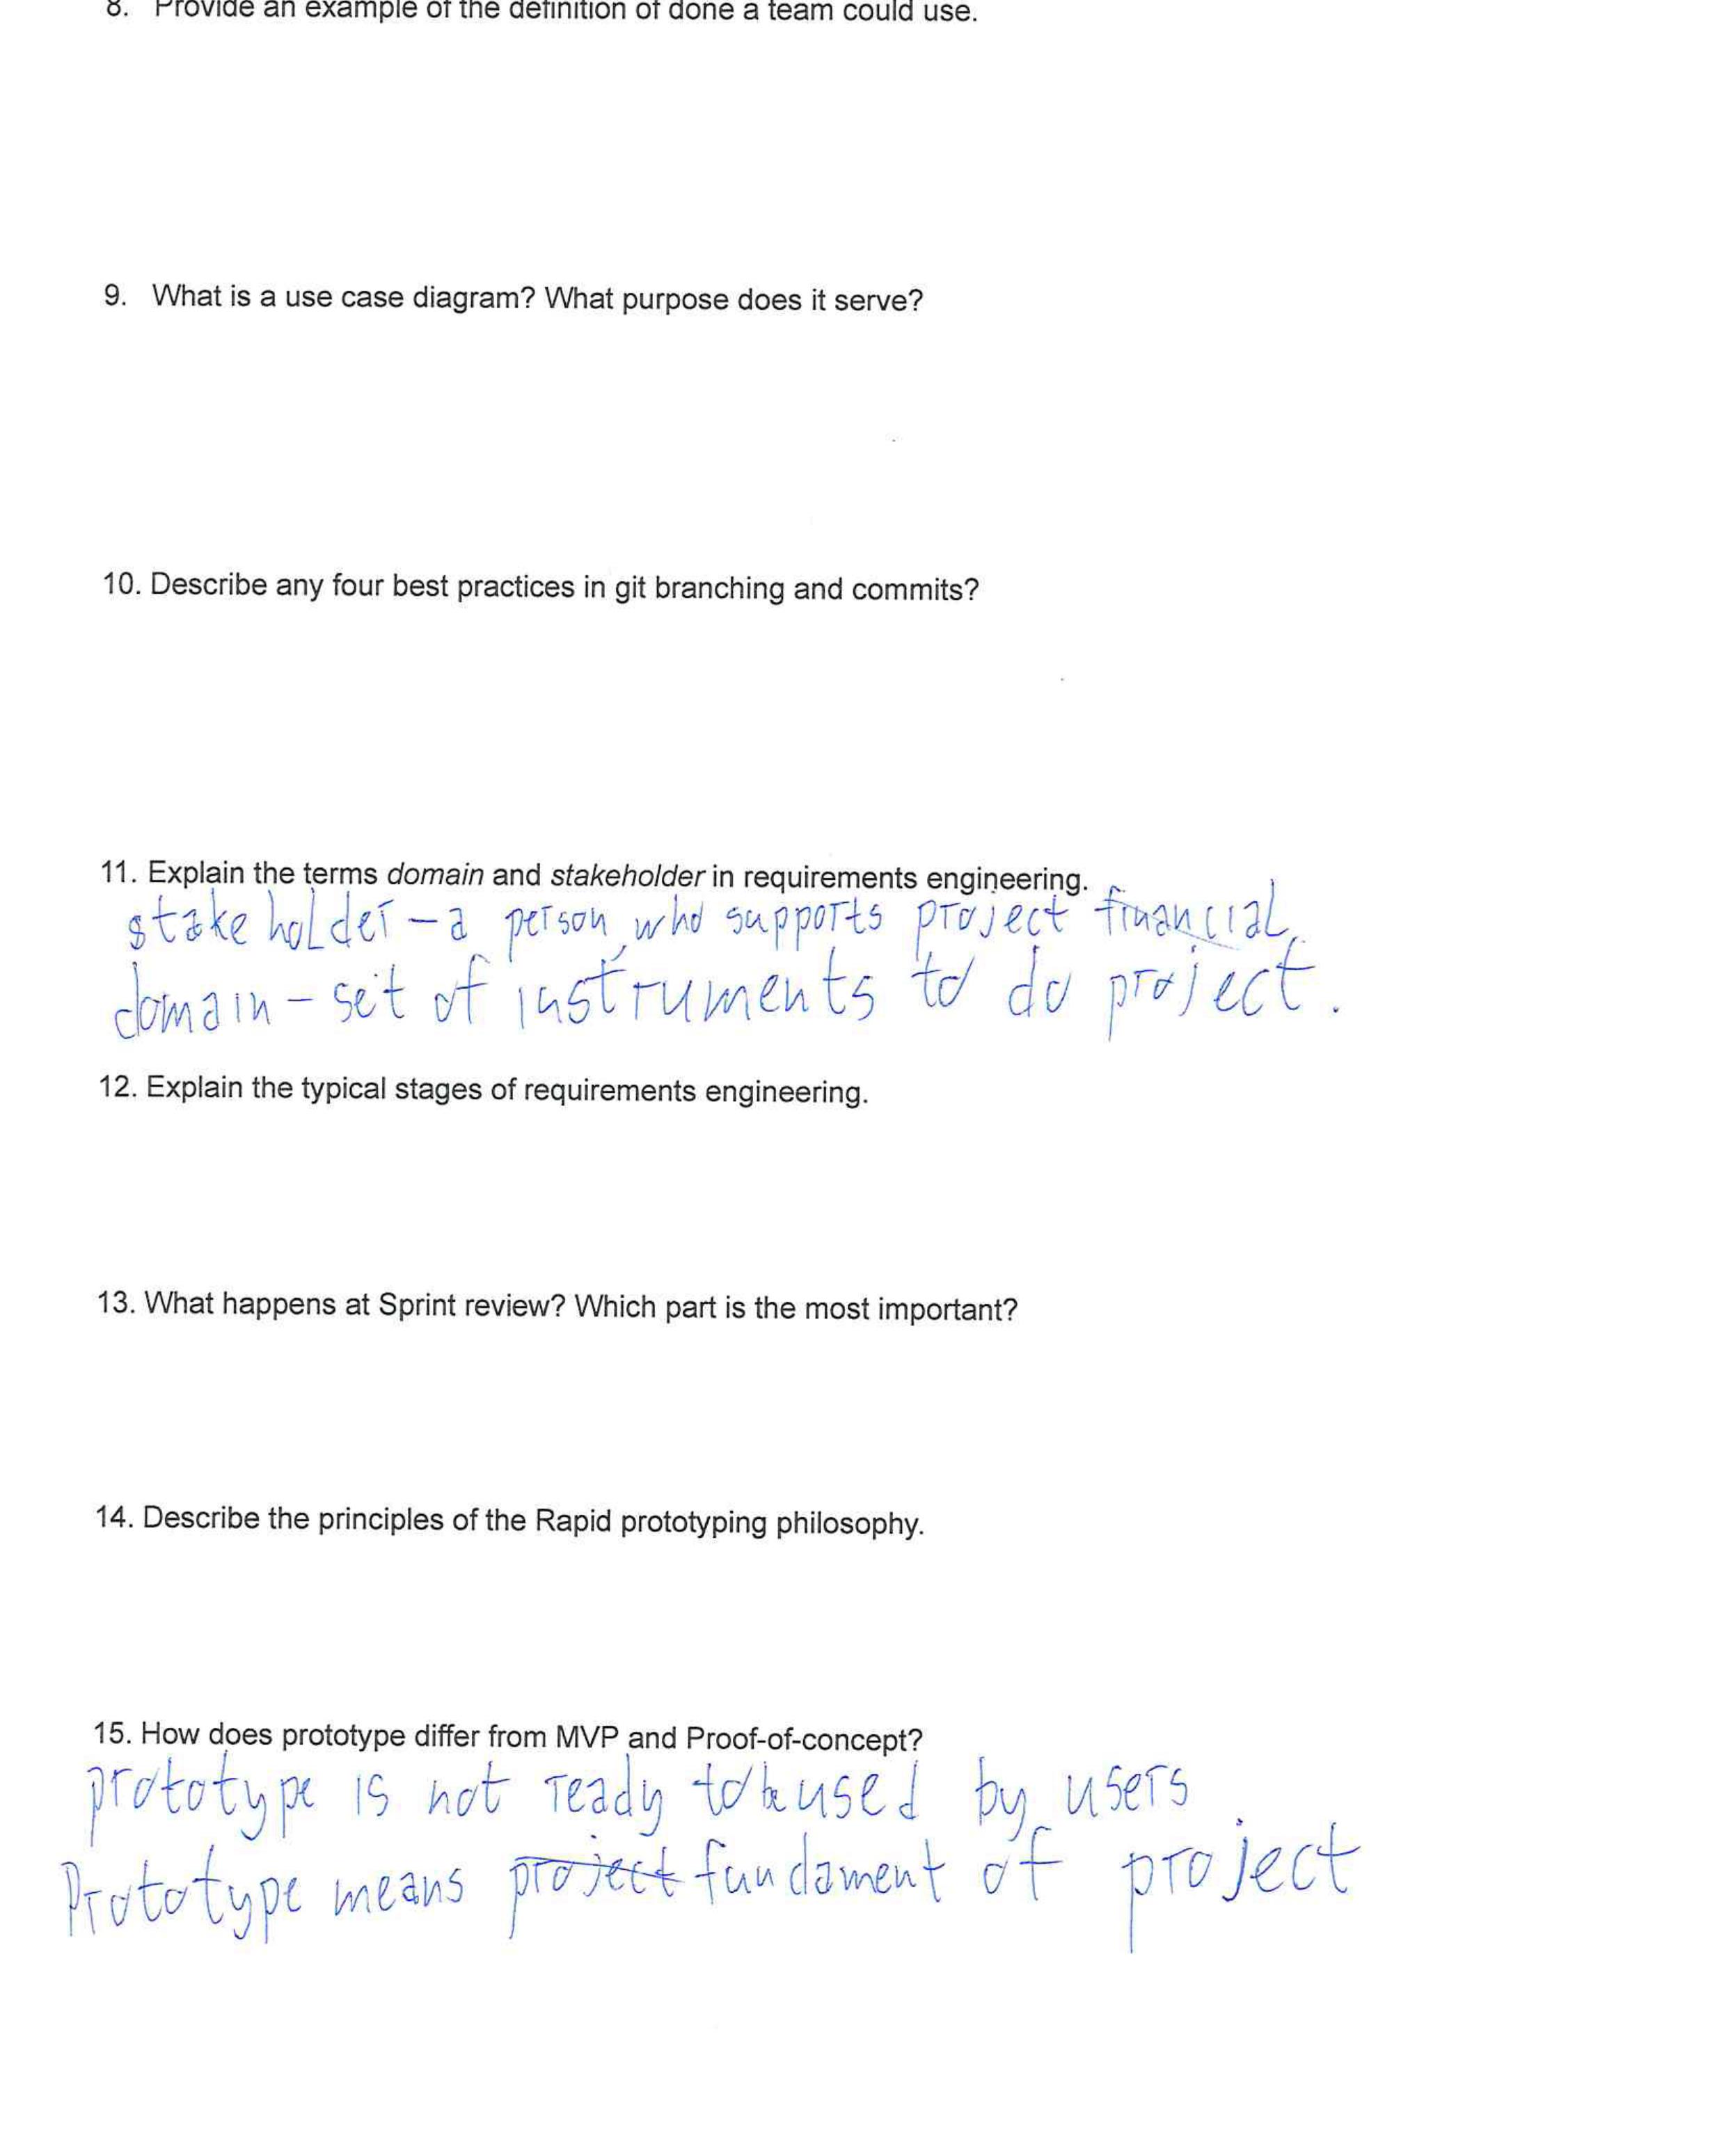 8. Provide an example of the definition of done a team could use.
9. What is a use case diagram? What purpose does it serve?
10. Describe any four best practices in git branching and commits?
11. Explain the terms domain and stakeholder in requirements engineering.
stakeholder – a person, who supports project financial.
domain – set of instruments to do project.
12. Explain the typical stages of requirements engineering.
13. What happens at Sprint review? Which part is the most important?
14. Describe the principles of the Rapid prototyping philosophy.
15. How does prototype differ from MVP and Proof-of-concept?
prototype is not ready to be used by users
Prototype means project fundament of project